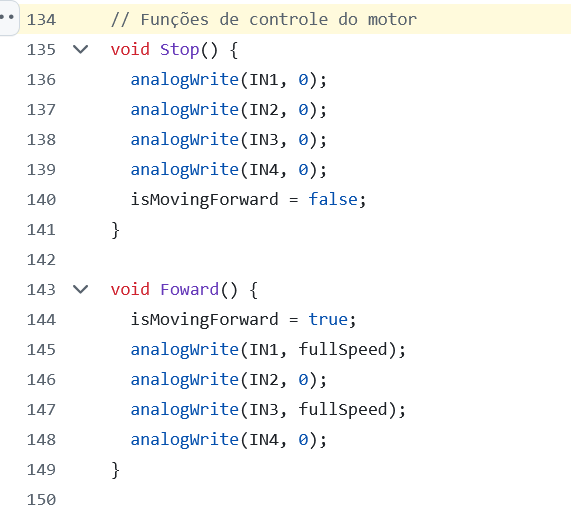 134 // Funções de controle do motor
135 void Stop() {
136 analogWrite(IN1, 0);
137 analogWrite(IN2, 0);
138 analogWrite(IN3, 0);
139 analogWrite(IN4, 0);
140 isMovingForward = false;
141 }
142
143 void Foward() {
144 isMovingForward = true;
145 analogWrite(IN1, fullSpeed);
146 analogWrite(IN2, 0);
147 analogWrite(IN3, fullSpeed);
148 analogWrite(IN4, 0);
149 }
150